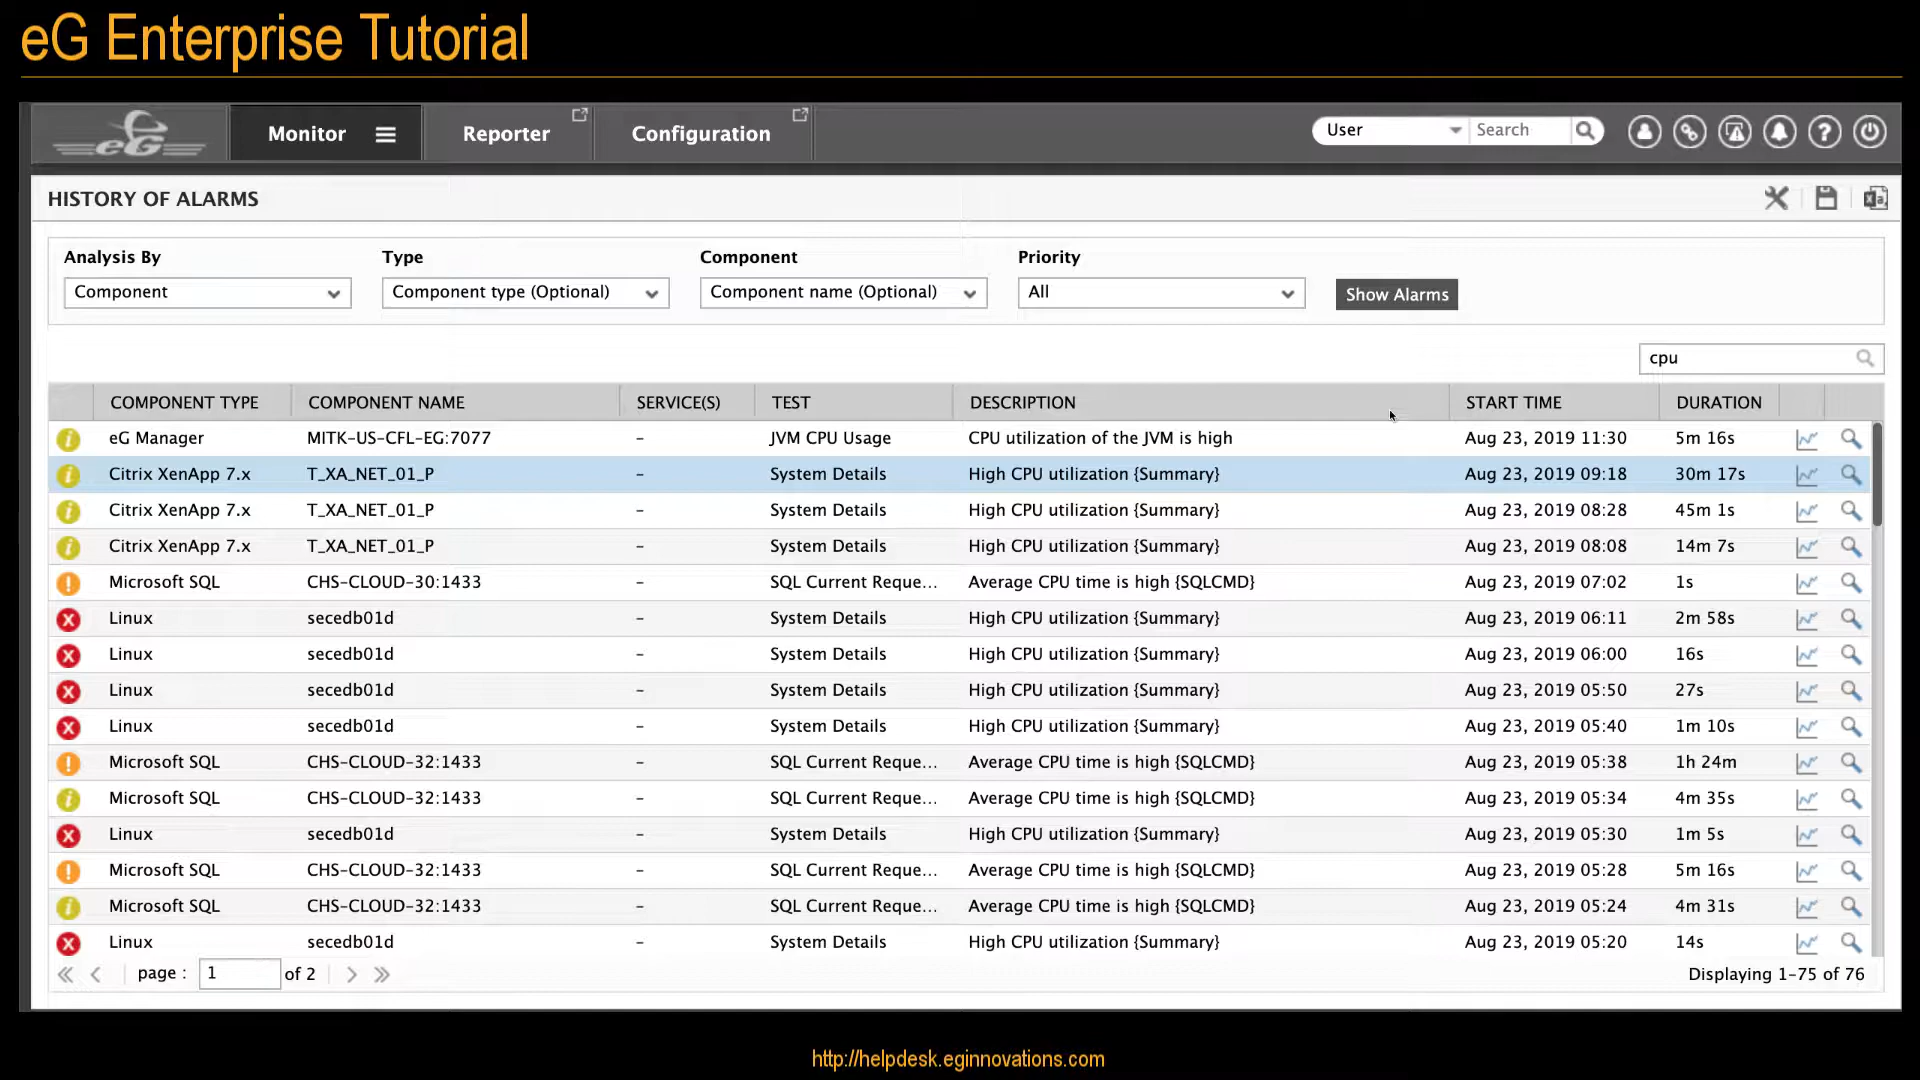 eG Enterprise Tutorial
eG
Monitor
Reporter
Configuration
User
Search
HISTORY OF ALARMS
Analysis By
Type
Component
Priority
Component
Component type (Optional)
Component name (Optional)
All
Show Alarms
cpu
COMPONENT TYPE COMPONENT NAME SERVICE(S) TEST DESCRIPTION START TIME DURATION
eG Manager MITK-US-CFL-EG:7077 - JVM CPU Usage CPU utilization of the JVM is high Aug 23, 2019 11:30 5m 16s
Citrix XenApp 7.x T_XA_NET_01_P - System Details High CPU utilization {Summary} Aug 23, 2019 09:18 30m 17s
Citrix XenApp 7.x T_XA_NET_01_P - System Details High CPU utilization {Summary} Aug 23, 2019 08:28 45m 1s
Citrix XenApp 7.x T_XA_NET_01_P - System Details High CPU utilization {Summary} Aug 23, 2019 08:08 14m 7s
Microsoft SQL CHS-CLOUD-30:1433 - SQL Current Reque... Average CPU time is high {SQLCMD} Aug 23, 2019 07:02 1s
Linux secedb01d - System Details High CPU utilization {Summary} Aug 23, 2019 06:11 2m 58s
Linux secedb01d - System Details High CPU utilization {Summary} Aug 23, 2019 06:00 16s
Linux secedb01d - System Details High CPU utilization {Summary} Aug 23, 2019 05:50 27s
Linux secedb01d - System Details High CPU utilization {Summary} Aug 23, 2019 05:40 1m 10s
Microsoft SQL CHS-CLOUD-32:1433 - SQL Current Reque... Average CPU time is high {SQLCMD} Aug 23, 2019 05:38 1h 24m
Microsoft SQL CHS-CLOUD-32:1433 - SQL Current Reque... Average CPU time is high {SQLCMD} Aug 23, 2019 05:34 4m 35s
Linux secedb01d - System Details High CPU utilization {Summary} Aug 23, 2019 05:30 1m 5s
Microsoft SQL CHS-CLOUD-32:1433 - SQL Current Reque... Average CPU time is high {SQLCMD} Aug 23, 2019 05:28 5m 16s
Microsoft SQL CHS-CLOUD-32:1433 - SQL Current Reque... Average CPU time is high {SQLCMD} Aug 23, 2019 05:24 4m 31s
Linux secedb01d - System Details High CPU utilization {Summary} Aug 23, 2019 05:20 14s
page : 1 of 2
Displaying 1-75 of 76
http://helpdesk.eginnovations.com